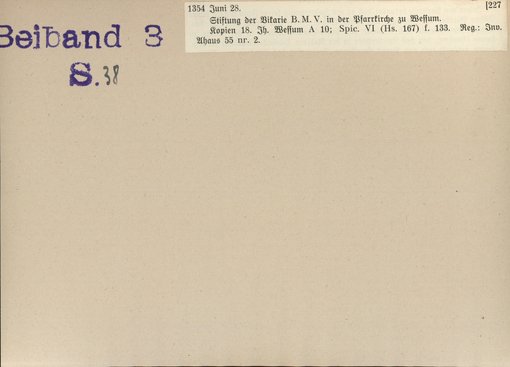 Beiband 3
S. 38
1354 Juni 28. [227
Stiftung der Vikarie B. M. V. in der Pfarrkirche zu Wessum.
Kopien 18. Jh. Wessum A 10; Spic. VI (Hs. 167) f. 133. Reg.: Inv.
Ahaus 55 nr. 2.